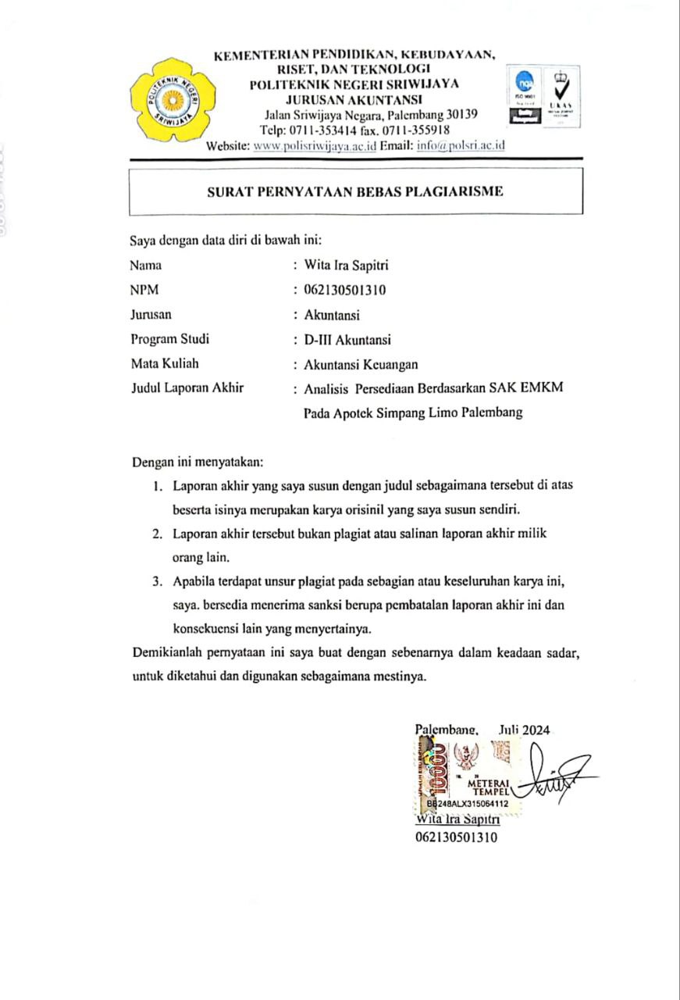 KEMENTERIAN PENDIDIKAN, KEBUDAYAAN,
RISET, DAN TEKNOLOGI
POLITEKNIK NEGERI SRIWIJAYA
JURUSAN AKUNTANSI
Jalan Sriwijaya Negara, Palembang 30139
Telp: 0711-353414 fax. 0711-355918
Website: www.polisriwijaya.ac.id Email: info@polsri.ac.id
POLITEKNIK NEGERI
SRIWIJAYA
nqa
ISO 9001
UKAS
SURAT PERNYATAAN BEBAS PLAGIARISME
Saya dengan data diri di bawah ini:
Nama : Wita Ira Sapitri
NPM : 062130501310
Jurusan : Akuntansi
Program Studi : D-III Akuntansi
Mata Kuliah : Akuntansi Keuangan
Judul Laporan Akhir : Analisis Persediaan Berdasarkan SAK EMKM
Pada Apotek Simpang Limo Palembang
Dengan ini menyatakan:
1. Laporan akhir yang saya susun dengan judul sebagaimana tersebut di atas
beserta isinya merupakan karya orisinil yang saya susun sendiri.
2. Laporan akhir tersebut bukan plagiat atau salinan laporan akhir milik
orang lain.
3. Apabila terdapat unsur plagiat pada sebagian atau keseluruhan karya ini,
saya. bersedia menerima sanksi berupa pembatalan laporan akhir ini dan
konsekuensi lain yang menyertainya.
Demikianlah pernyataan ini saya buat dengan sebenarnya dalam keadaan sadar,
untuk diketahui dan digunakan sebagaimana mestinya.
Palembang, Juli 2024
10000
METERAI
TEMPEL
BB248ALX315064112
Wita Ira Sapitri
062130501310